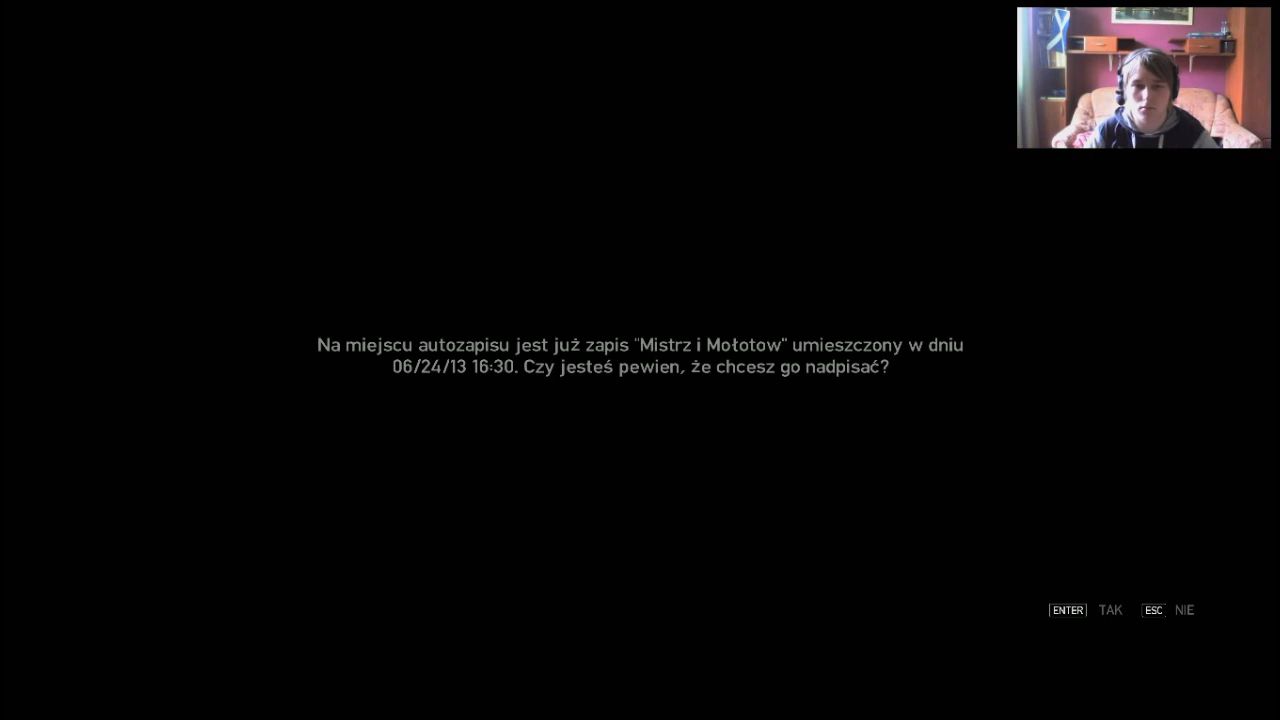 Na miejscu autozapisu jest już zapis "Mistrz i Mołotow" umieszczony w dniu
06/24/13 16:30. Czy jesteś pewien, że chcesz go nadpisać?
ENTER TAK ESC NIE